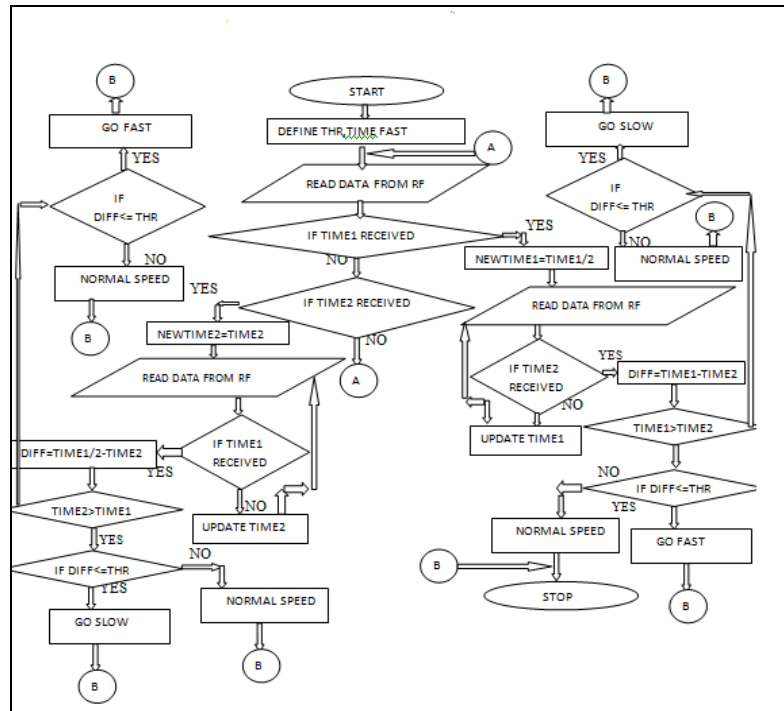 START
DEFINE THR,TIME FAST
A
READ DATA FROM RF
IF TIME1 RECEIVED
YES
NO
IF TIME2 RECEIVED
YES
NO
A
B
GO FAST
YES
IF
DIFF<= THR
NO
NORMAL SPEED
B
NEWTIME2=TIME2
READ DATA FROM RF
IF TIME1
RECEIVED
YES
NO
UPDATE TIME2
DIFF=TIME1/2-TIME2
TIME2>TIME1
YES
IF DIFF<=THR
NO
YES
NORMAL SPEED
B
GO SLOW
B
B
GO SLOW
YES
IF
DIFF<= THR
B
NO
NORMAL SPEED
NEWTIME1=TIME1/2
READ DATA FROM RF
IF TIME2
RECEIVED
YES
NO
DIFF=TIME1-TIME2
UPDATE TIME1
TIME1>TIME2
NO
IF DIFF<=THR
YES
NORMAL SPEED
GO FAST
B
STOP
B